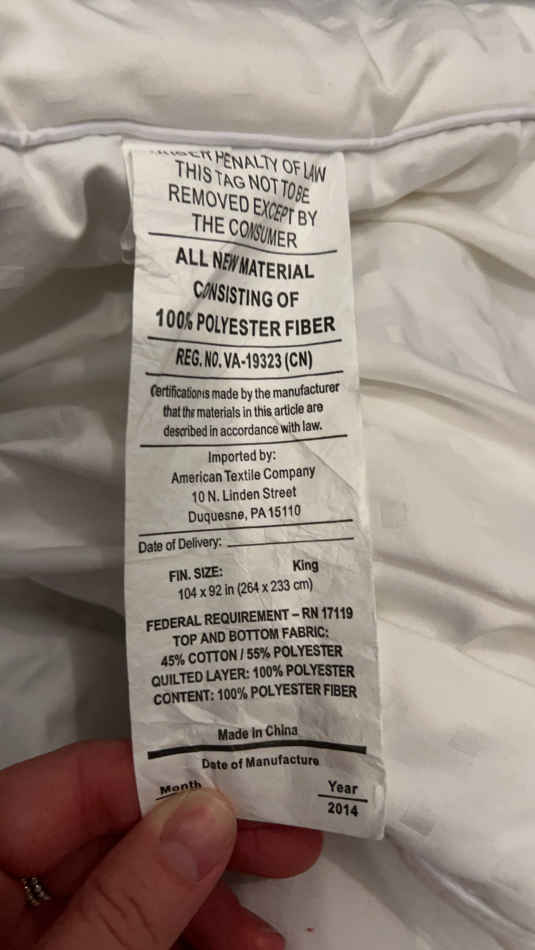 UNDER PENALTY OF LAW
THIS TAG NOT TO BE
REMOVED EXCEPT BY
THE CONSUMER
ALL NEW MATERIAL
CONSISTING OF
100% POLYESTER FIBER
REG. NO. VA-19323 (CN)
Certification is made by the manufacturer
that the materials in this article are
described in accordance with law.
Imported by:
American Textile Company
10 N. Linden Street
Duquesne, PA 15110
Date of Delivery:
FIN. SIZE: King
104 x 92 in (264 x 233 cm)
FEDERAL REQUIREMENT – RN 17119
TOP AND BOTTOM FABRIC:
45% COTTON / 55% POLYESTER
QUILTED LAYER: 100% POLYESTER
CONTENT: 100% POLYESTER FIBER
Made in China
Date of Manufacture
Month Year
2014